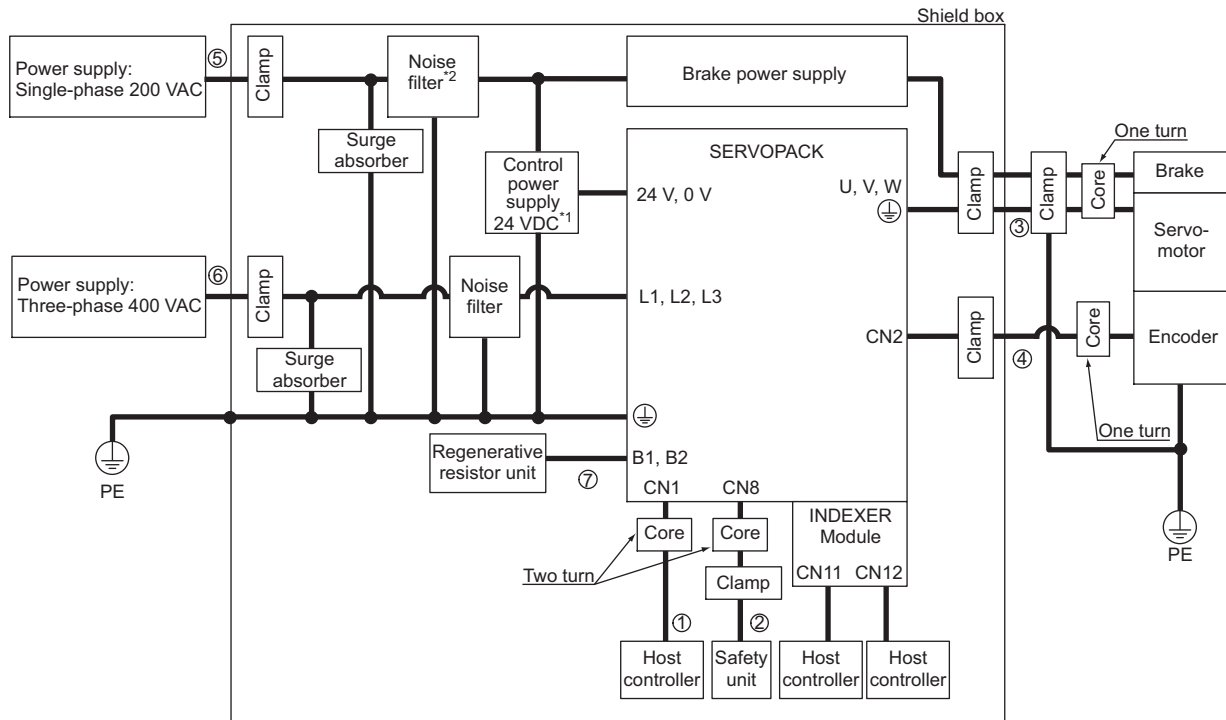 Shield box
Power supply:
Single-phase 200 VAC
⑤
Clamp
Noise
filter*2
Brake power supply
Surge
absorber
Control
power
supply
24 VDC*1
SERVOPACK
24 V, 0 V
U, V, W
Clamp
③
Clamp
One turn
Core
Brake
Servo-
motor
Power supply:
Three-phase 400 VAC
⑥
Clamp
Noise
filter
L1, L2, L3
Surge
absorber
CN2
Clamp
④
Core
Encoder
One turn
PE
Regenerative
resistor unit
⑦
B1, B2
CN1
CN8
Core
Core
Two turn
Clamp
INDEXER
Module
CN11
CN12
PE
①
②
Host
controller
Safety
unit
Host
controller
Host
controller